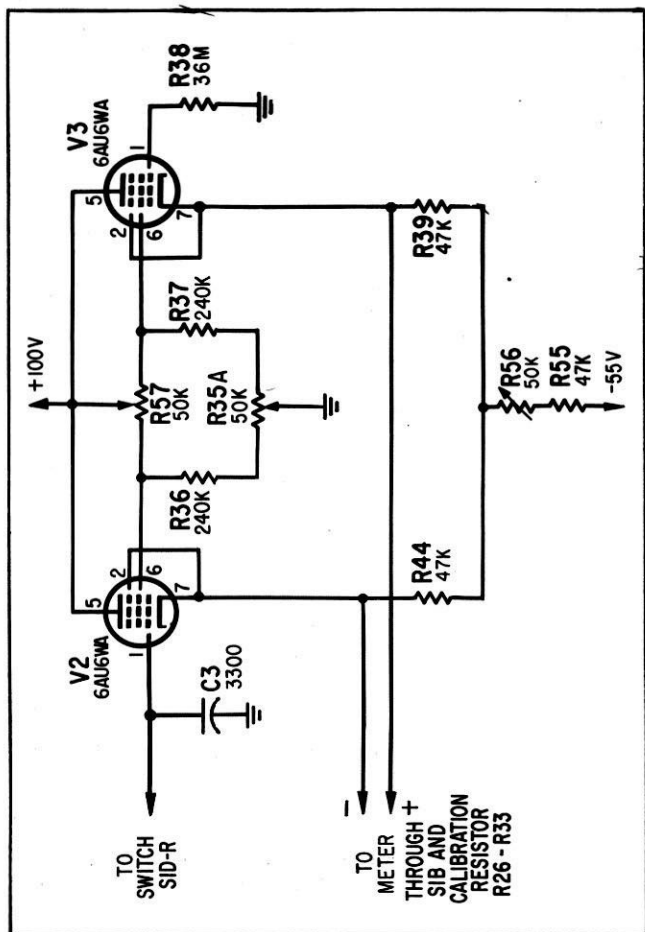 +100V
V2
6AU6WA
V3
6AU6WA
5
2
6
7
1
5
2
6
7
1
R57
50K
R36
240K
R37
240K
R35A
50K
R38
36M
C3
3300
TO
SWITCH
SID-R
R44
47K
R39
47K
R56
50K
R55
47K
-55V
-
+
TO
METER
THROUGH
SIB AND
CALIBRATION
RESISTOR
R26 - R33